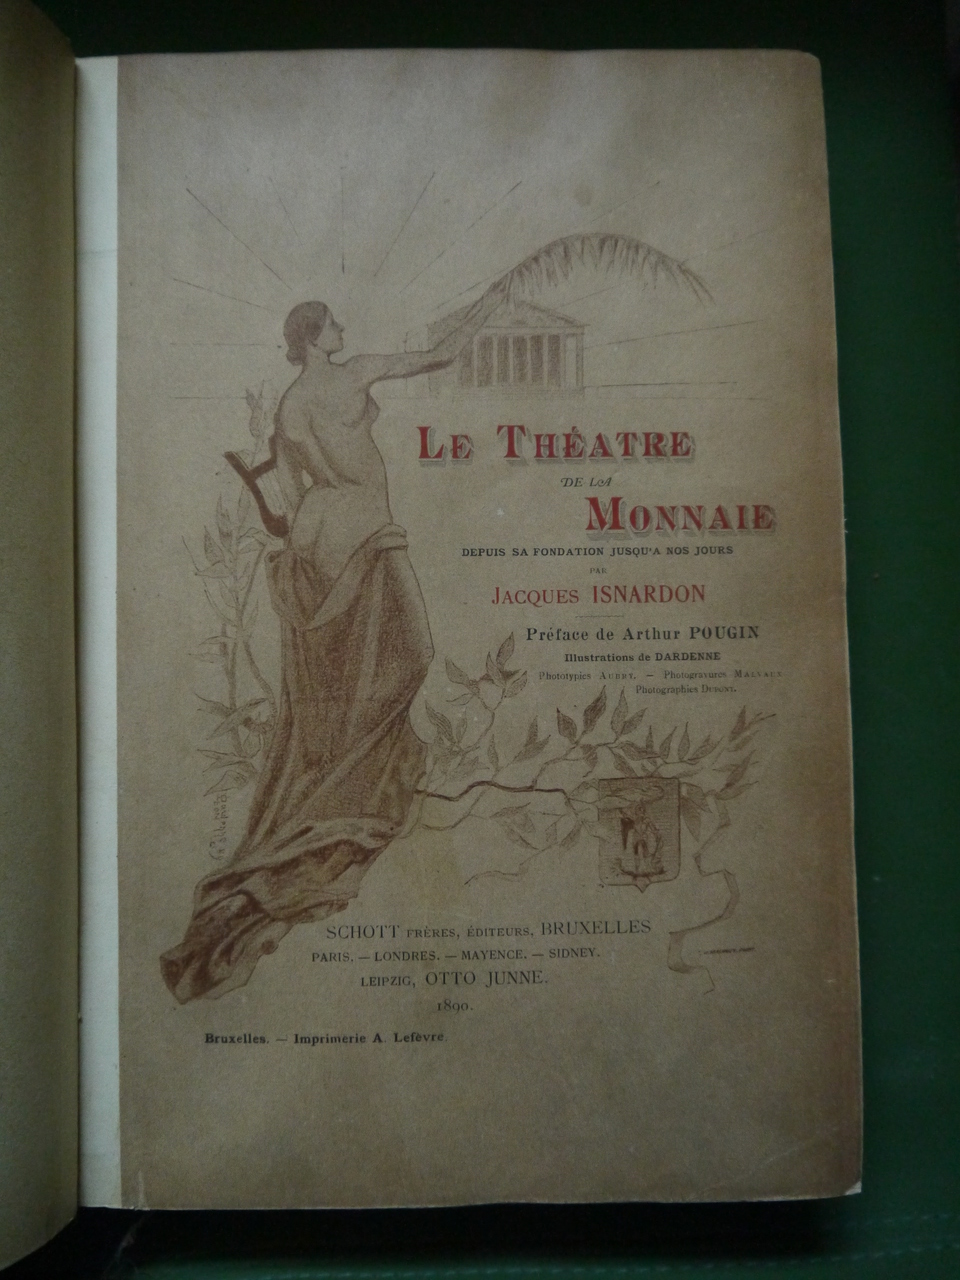 LE THÉATRE
DE LA
MONNAIE
DEPUIS SA FONDATION JUSQU'A NOS JOURS
PAR
JACQUES ISNARDON
Préface de Arthur POUGIN
Illustrations de DARDENNE
Phototypies AUBRY. — Photogravures MALVAUX
Photographies DUPONT.
SCHOTT FRÈRES, ÉDITEURS, BRUXELLES
PARIS. — LONDRES. — MAYENCE. — SIDNEY.
LEIPZIG, OTTO JUNNE.
1890.
Bruxelles. — Imprimerie A. Lefèvre.